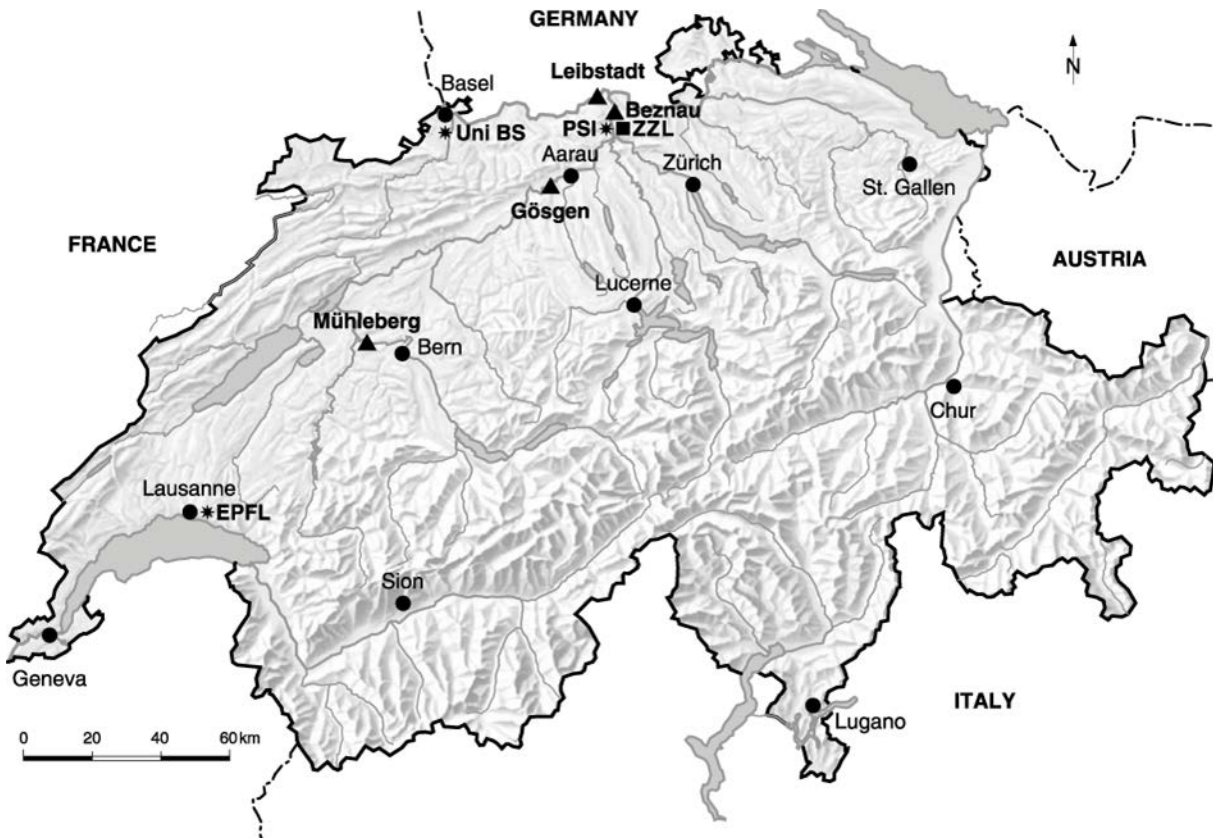 GERMANY
N
Leibstadt
Basel
Beznau
Uni BS
PSI
ZZL
Aarau
Zürich
St. Gallen
Gösgen
FRANCE
AUSTRIA
Lucerne
Mühleberg
Bern
Chur
Lausanne
EPFL
Sion
Geneva
ITALY
Lugano
0 20 40 60 km